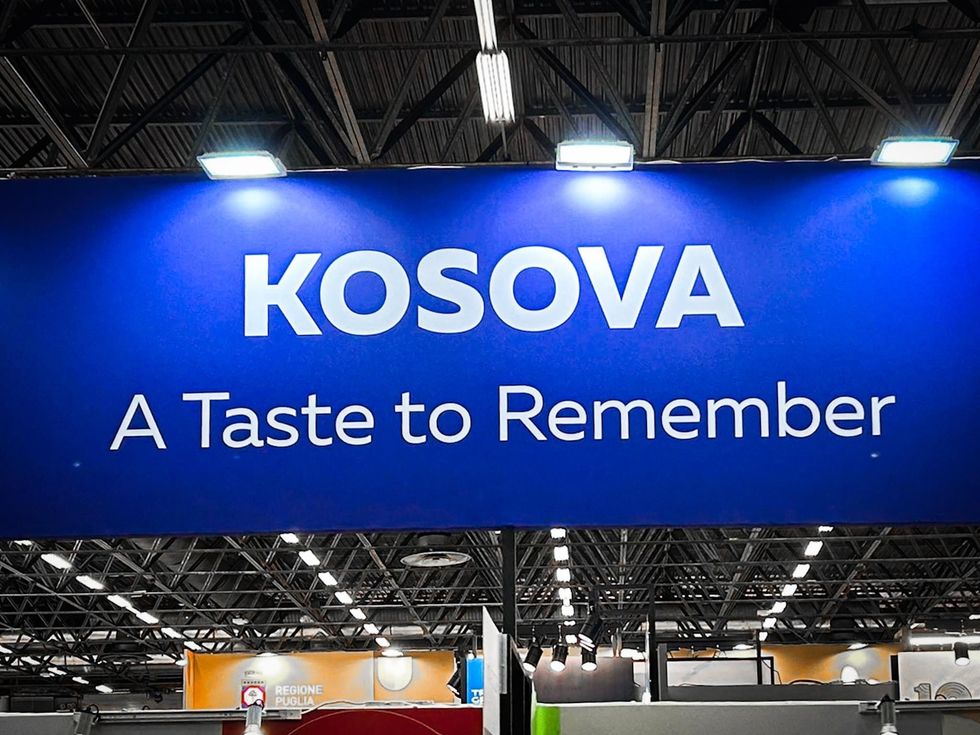 KOSOVA
A Taste to Remember
REGIONE
PUGLIA